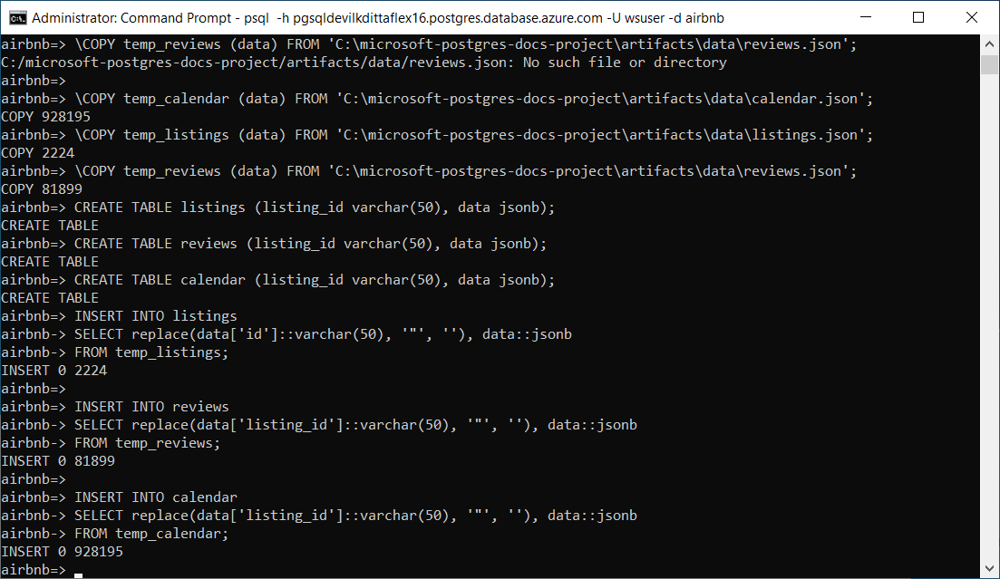 Administrator: Command Prompt - psql  -h pgsqldevilkdittaflex16.postgres.database.azure.com -U wsuser -d airbnb
airbnb=> \COPY temp_reviews (data) FROM 'C:\microsoft-postgres-docs-project\artifacts\data\reviews.json';
C:/microsoft-postgres-docs-project/artifacts/data/reviews.json: No such file or directory
airbnb=>
airbnb=> \COPY temp_calendar (data) FROM 'C:\microsoft-postgres-docs-project\artifacts\data\calendar.json';
COPY 928195
airbnb=> \COPY temp_listings (data) FROM 'C:\microsoft-postgres-docs-project\artifacts\data\listings.json';
COPY 2224
airbnb=> \COPY temp_reviews (data) FROM 'C:\microsoft-postgres-docs-project\artifacts\data\reviews.json';
COPY 81899
airbnb=> CREATE TABLE listings (listing_id varchar(50), data jsonb);
CREATE TABLE
airbnb=> CREATE TABLE reviews (listing_id varchar(50), data jsonb);
CREATE TABLE
airbnb=> CREATE TABLE calendar (listing_id varchar(50), data jsonb);
CREATE TABLE
airbnb=> INSERT INTO listings
airbnb-> SELECT replace(data['id']::varchar(50), '"', ''), data::jsonb
airbnb-> FROM temp_listings;
INSERT 0 2224
airbnb=>
airbnb=> INSERT INTO reviews
airbnb-> SELECT replace(data['listing_id']::varchar(50), '"', ''), data::jsonb
airbnb-> FROM temp_reviews;
INSERT 0 81899
airbnb=>
airbnb=> INSERT INTO calendar
airbnb-> SELECT replace(data['listing_id']::varchar(50), '"', ''), data::jsonb
airbnb-> FROM temp_calendar;
INSERT 0 928195
airbnb=>